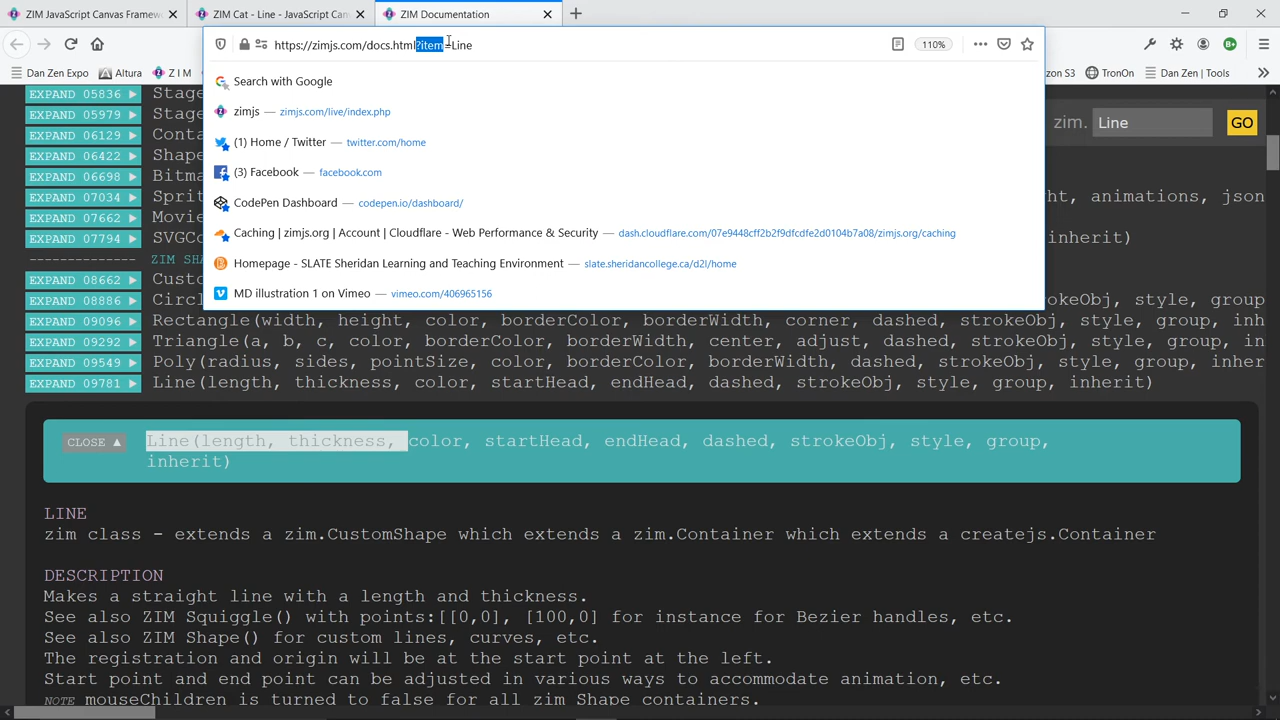 ZIM JavaScript Canvas Framew
ZIM Cat - Line - JavaScript Canv
ZIM Documentation
https://zimjs.com/docs.html?item=Line
110%
Dan Zen Expo
Altura
Z I M
zon S3
TronOn
Dan Zen | Tools
Search with Google
zimjs — zimjs.com/live/index.php
(1) Home / Twitter — twitter.com/home
(3) Facebook — facebook.com
CodePen Dashboard — codepen.io/dashboard/
Caching | zimjs.org | Account | Cloudflare - Web Performance & Security — dash.cloudflare.com/07e9448cff2b2f9dfcdfe2d0104b7a08/zimjs.org/caching
Homepage - SLATE Sheridan Learning and Teaching Environment — slate.sheridancollege.ca/d2l/home
MD illustration 1 on Vimeo — vimeo.com/406965156
EXPAND 05836 ▶ Stage
EXPAND 05979 ▶ Stag
EXPAND 06129 ▶ Conta
zim. Line GO
EXPAND 06422 ▶ Shape
EXPAND 06698 ▶ Bitma
EXPAND 07034 ▶ Sprit ht, animations, json
EXPAND 07662 ▶ Movie
EXPAND 07794 ▶ SVGCo nherit)
-------------- ZIM SHA
EXPAND 08662 ▶ Custo
EXPAND 08886 ▶ Circl okeObj, style, group
EXPAND 09096 ▶ Rectangle(width, height, color, borderColor, borderWidth, corner, dashed, strokeObj, style, group, inh
EXPAND 09292 ▶ Triangle(a, b, c, color, borderColor, borderWidth, center, adjust, dashed, strokeObj, style, group, in
EXPAND 09549 ▶ Poly(radius, sides, pointSize, color, borderColor, borderWidth, dashed, strokeObj, style, group, inher
EXPAND 09781 ▶ Line(length, thickness, color, startHead, endHead, dashed, strokeObj, style, group, inherit)
CLOSE ▲ Line(length, thickness, color, startHead, endHead, dashed, strokeObj, style, group,
inherit)
LINE
zim class - extends a zim.CustomShape which extends a zim.Container which extends a createjs.Container
DESCRIPTION
Makes a straight line with a length and thickness.
See also ZIM Squiggle() with points:[[0,0], [100,0] for instance for Bezier handles, etc.
See also ZIM Shape() for custom lines, curves, etc.
The registration and origin will be at the start point at the left.
Start point and end point can be adjusted in various ways to accommodate animation, etc.
NOTE mouseChildren is turned to false for all zim Shape containers.